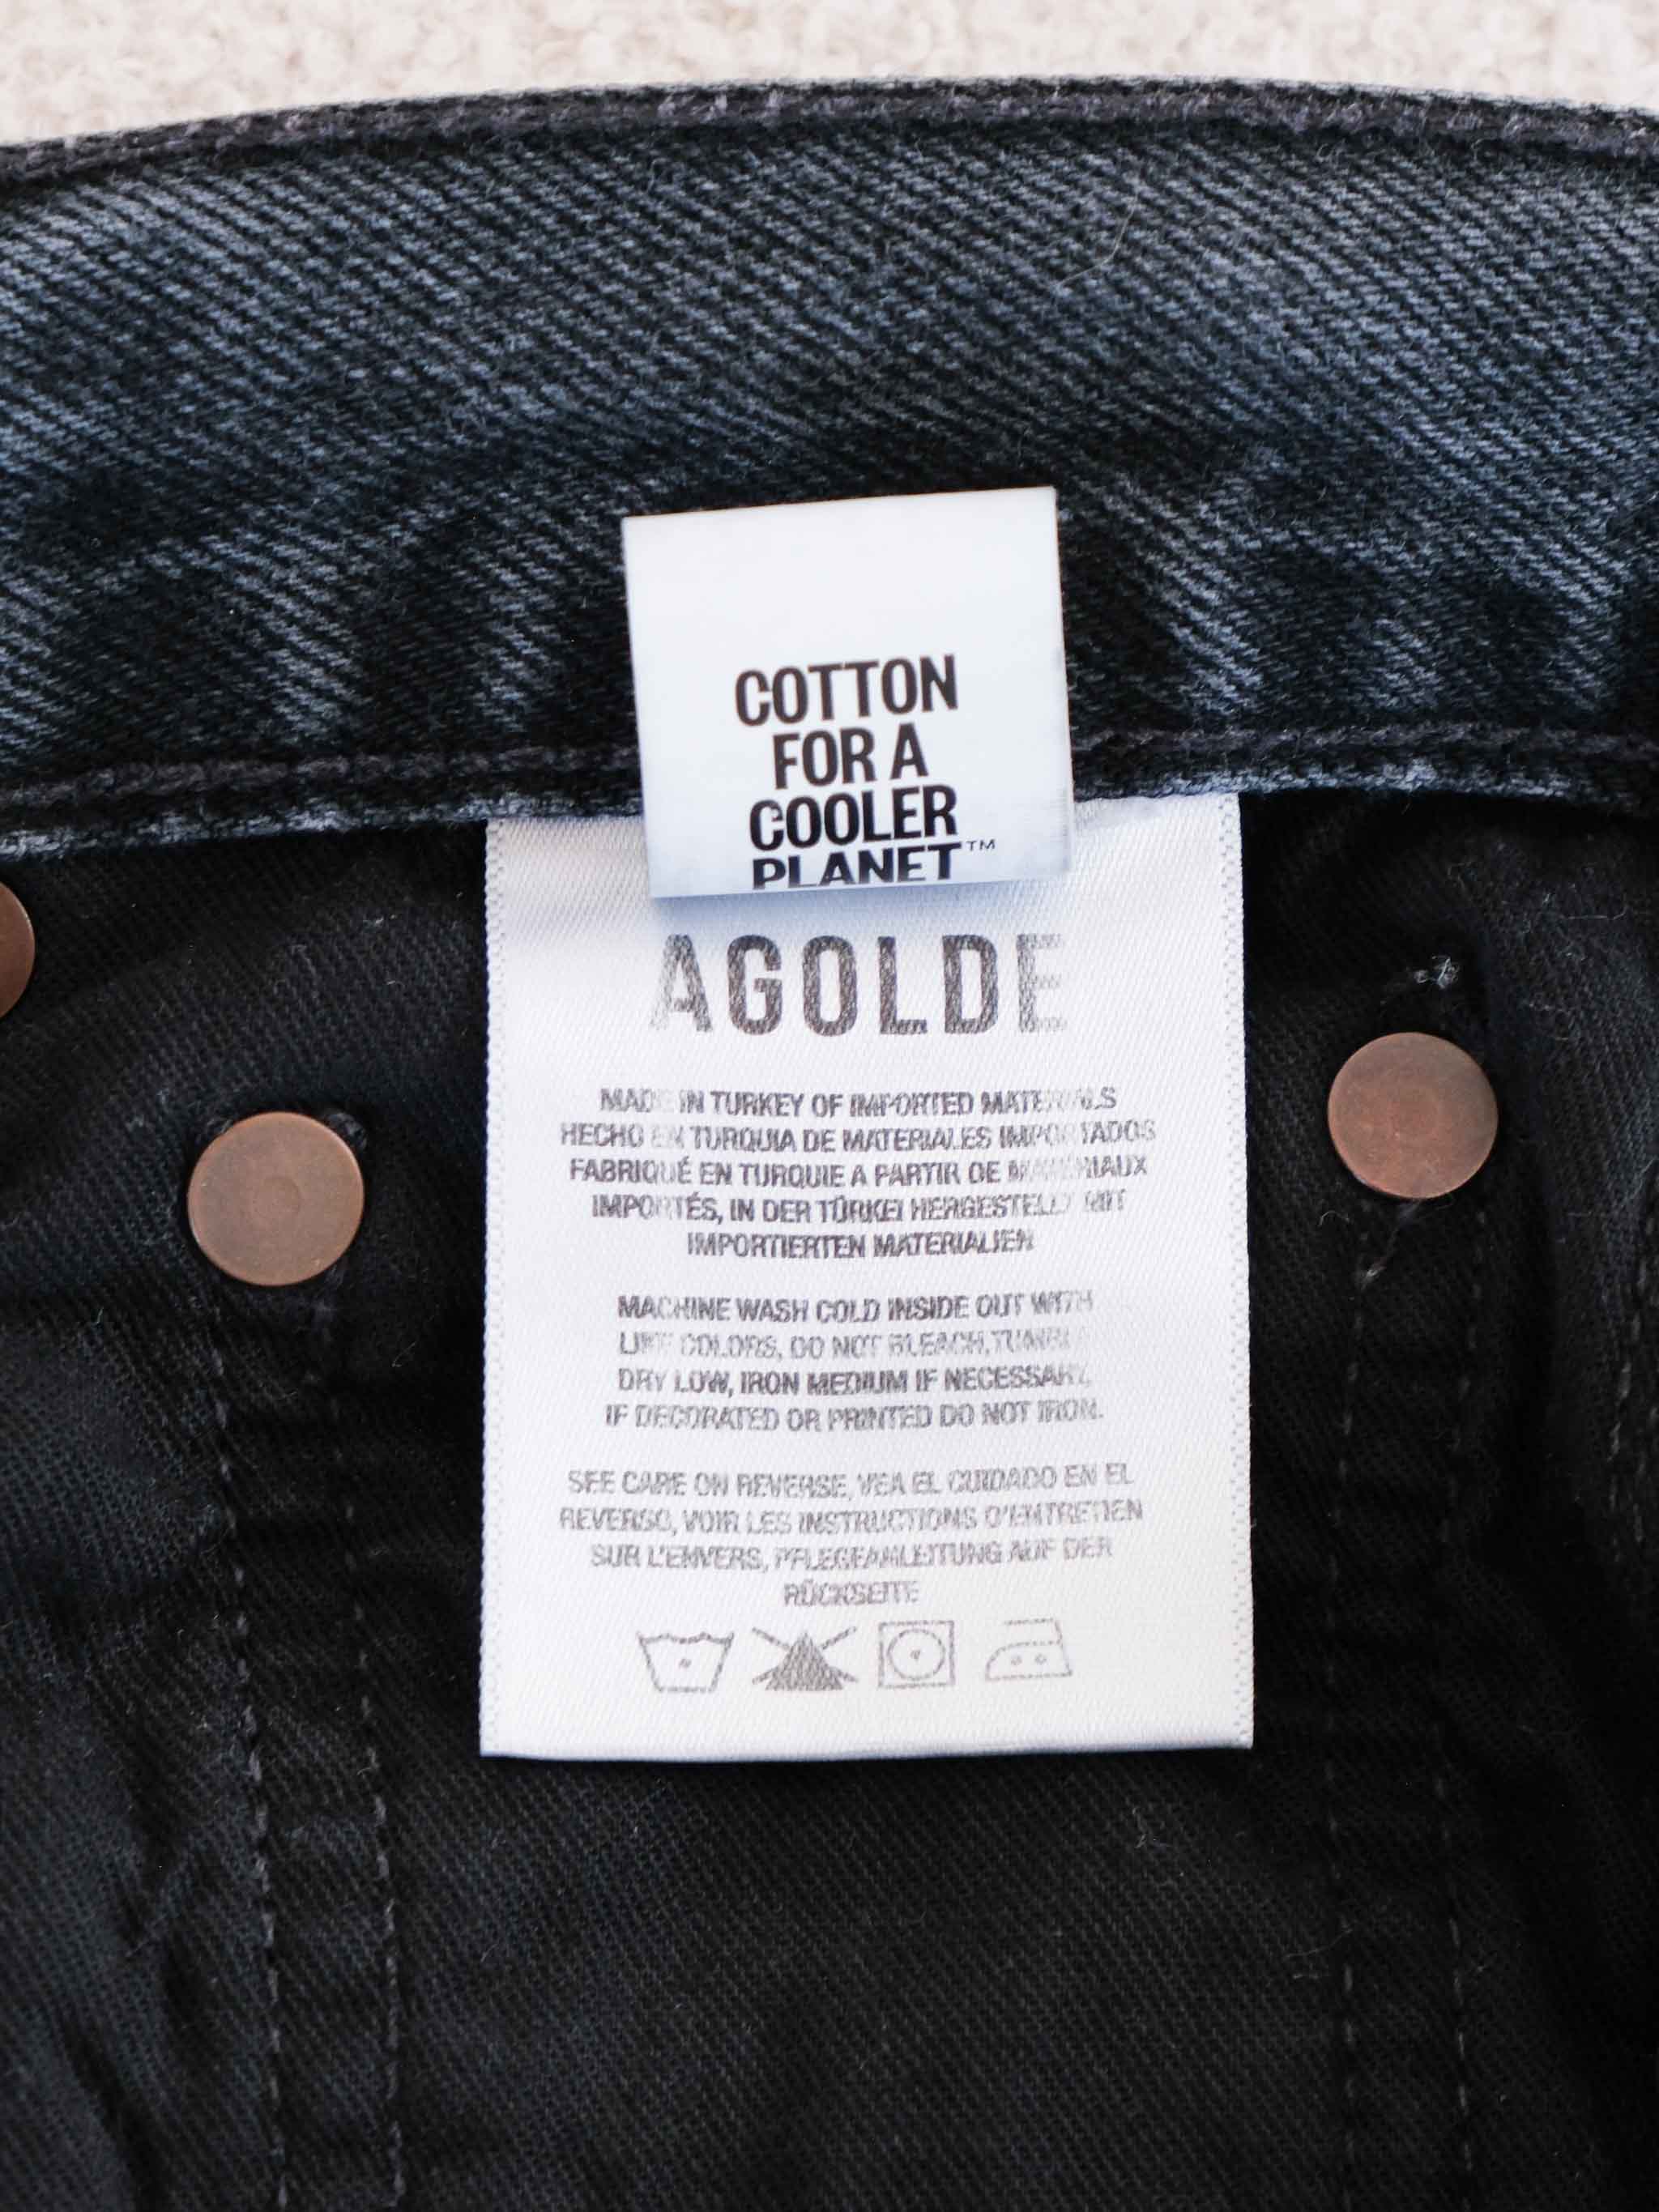 COTTON
FOR A
COOLER
PLANET™
AGOLDE
MADE IN TURKEY OF IMPORTED MATERIALS
HECHO EN TURQUIA DE MATERIALES IMPORTADOS
FABRIQUÉ EN TURQUIE A PARTIR DE MATERIAUX
IMPORTÉS, IN DER TÜRKEI HERGESTELLT MIT
IMPORTIERTEN MATERIALIEN
MACHINE WASH COLD INSIDE OUT WITH
LIKE COLORS, DO NOT BLEACH, TUMBLE
DRY LOW, IRON MEDIUM IF NECESSARY,
IF DECORATED OR PRINTED DO NOT IRON.
SEE CARE ON REVERSE, VEA EL CUIDADO EN EL
REVERSO, VOIR LES INSTRUCTIONS D'ENTRETIEN
SUR L'ENVERS, PFLEGEANLEITUNG AUF DER
RÜCKSEITE